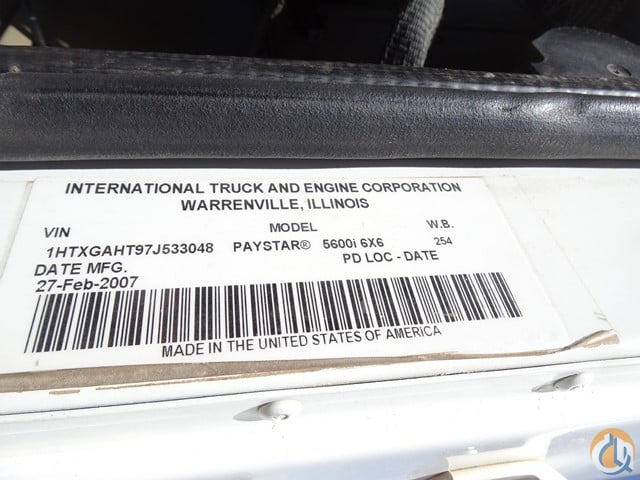 INTERNATIONAL TRUCK AND ENGINE CORPORATION
WARRENVILLE, ILLINOIS
VIN MODEL W.B.
1HTXGAHT97J533048 PAYSTAR® 5600i 6X6 254
DATE MFG. PD LOC - DATE
27-Feb-2007
MADE IN THE UNITED STATES OF AMERICA